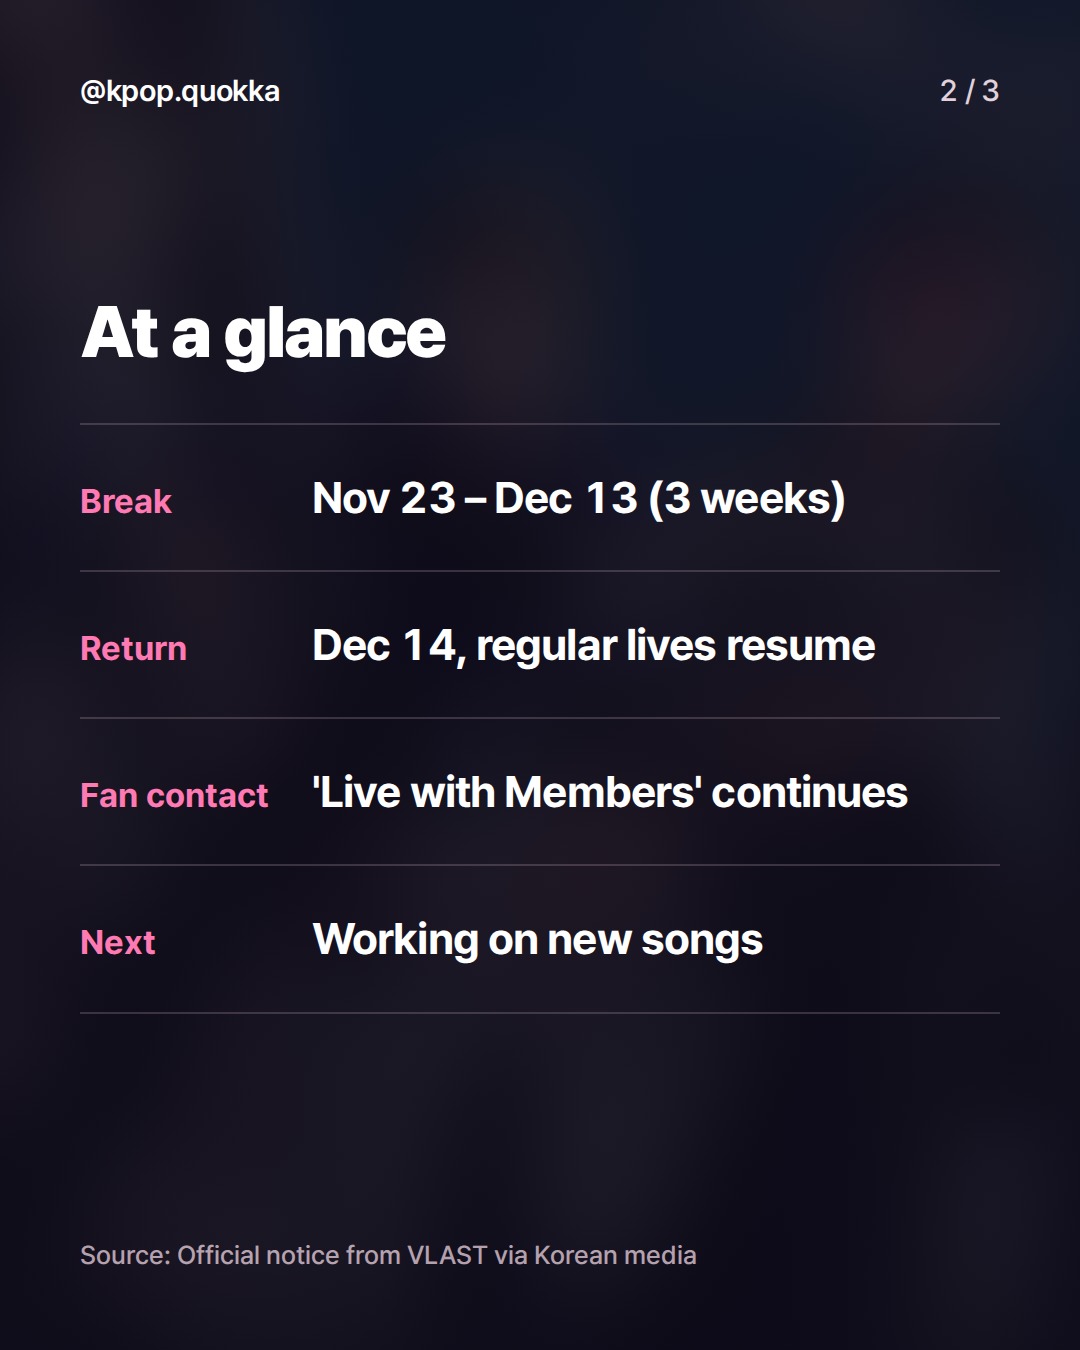 @kpop.quokka
2 / 3
At a glance
Break
Nov 23 – Dec 13 (3 weeks)
Return
Dec 14, regular lives resume
Fan contact
'Live with Members' continues
Next
Working on new songs
Source: Official notice from VLAST via Korean media